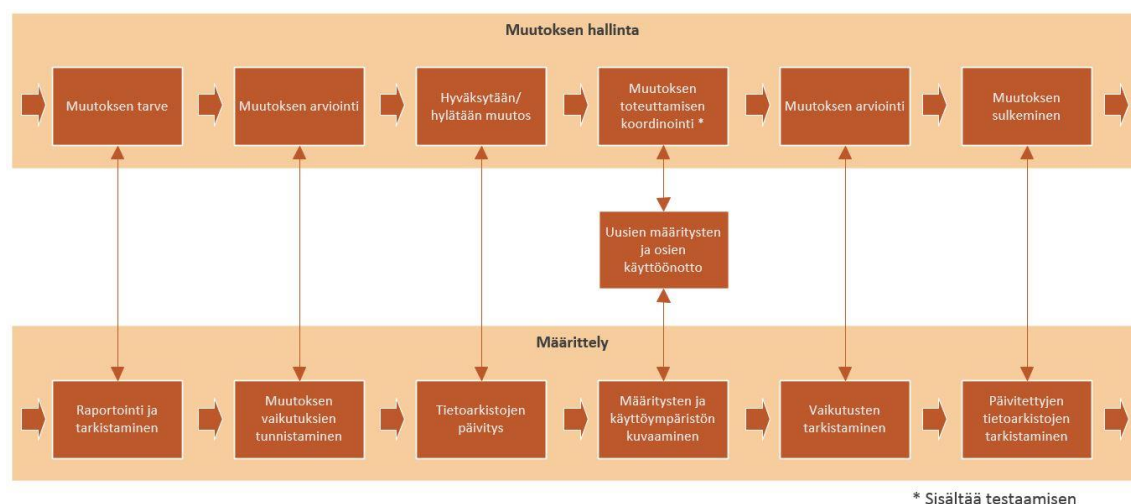 Muutoksen hallinta
Muutoksen tarve
Muutoksen arviointi
Hyväksytään/
hylätään muutos
Muutoksen
toteuttamisen
koordinointi *
Muutoksen arviointi
Muutoksen
sulkeminen
Uusien määritysten
ja osien
käyttöönotto
Määrittely
Raportointi ja
tarkistaminen
Muutoksen
vaikutuksien
tunnistaminen
Tietoarkistojen
päivitys
Määritysten ja
käyttöympäristön
kuvaaminen
Vaikutusten
tarkistaminen
Päivitettyjen
tietoarkistojen
tarkistaminen
* Sisältää testaamisen